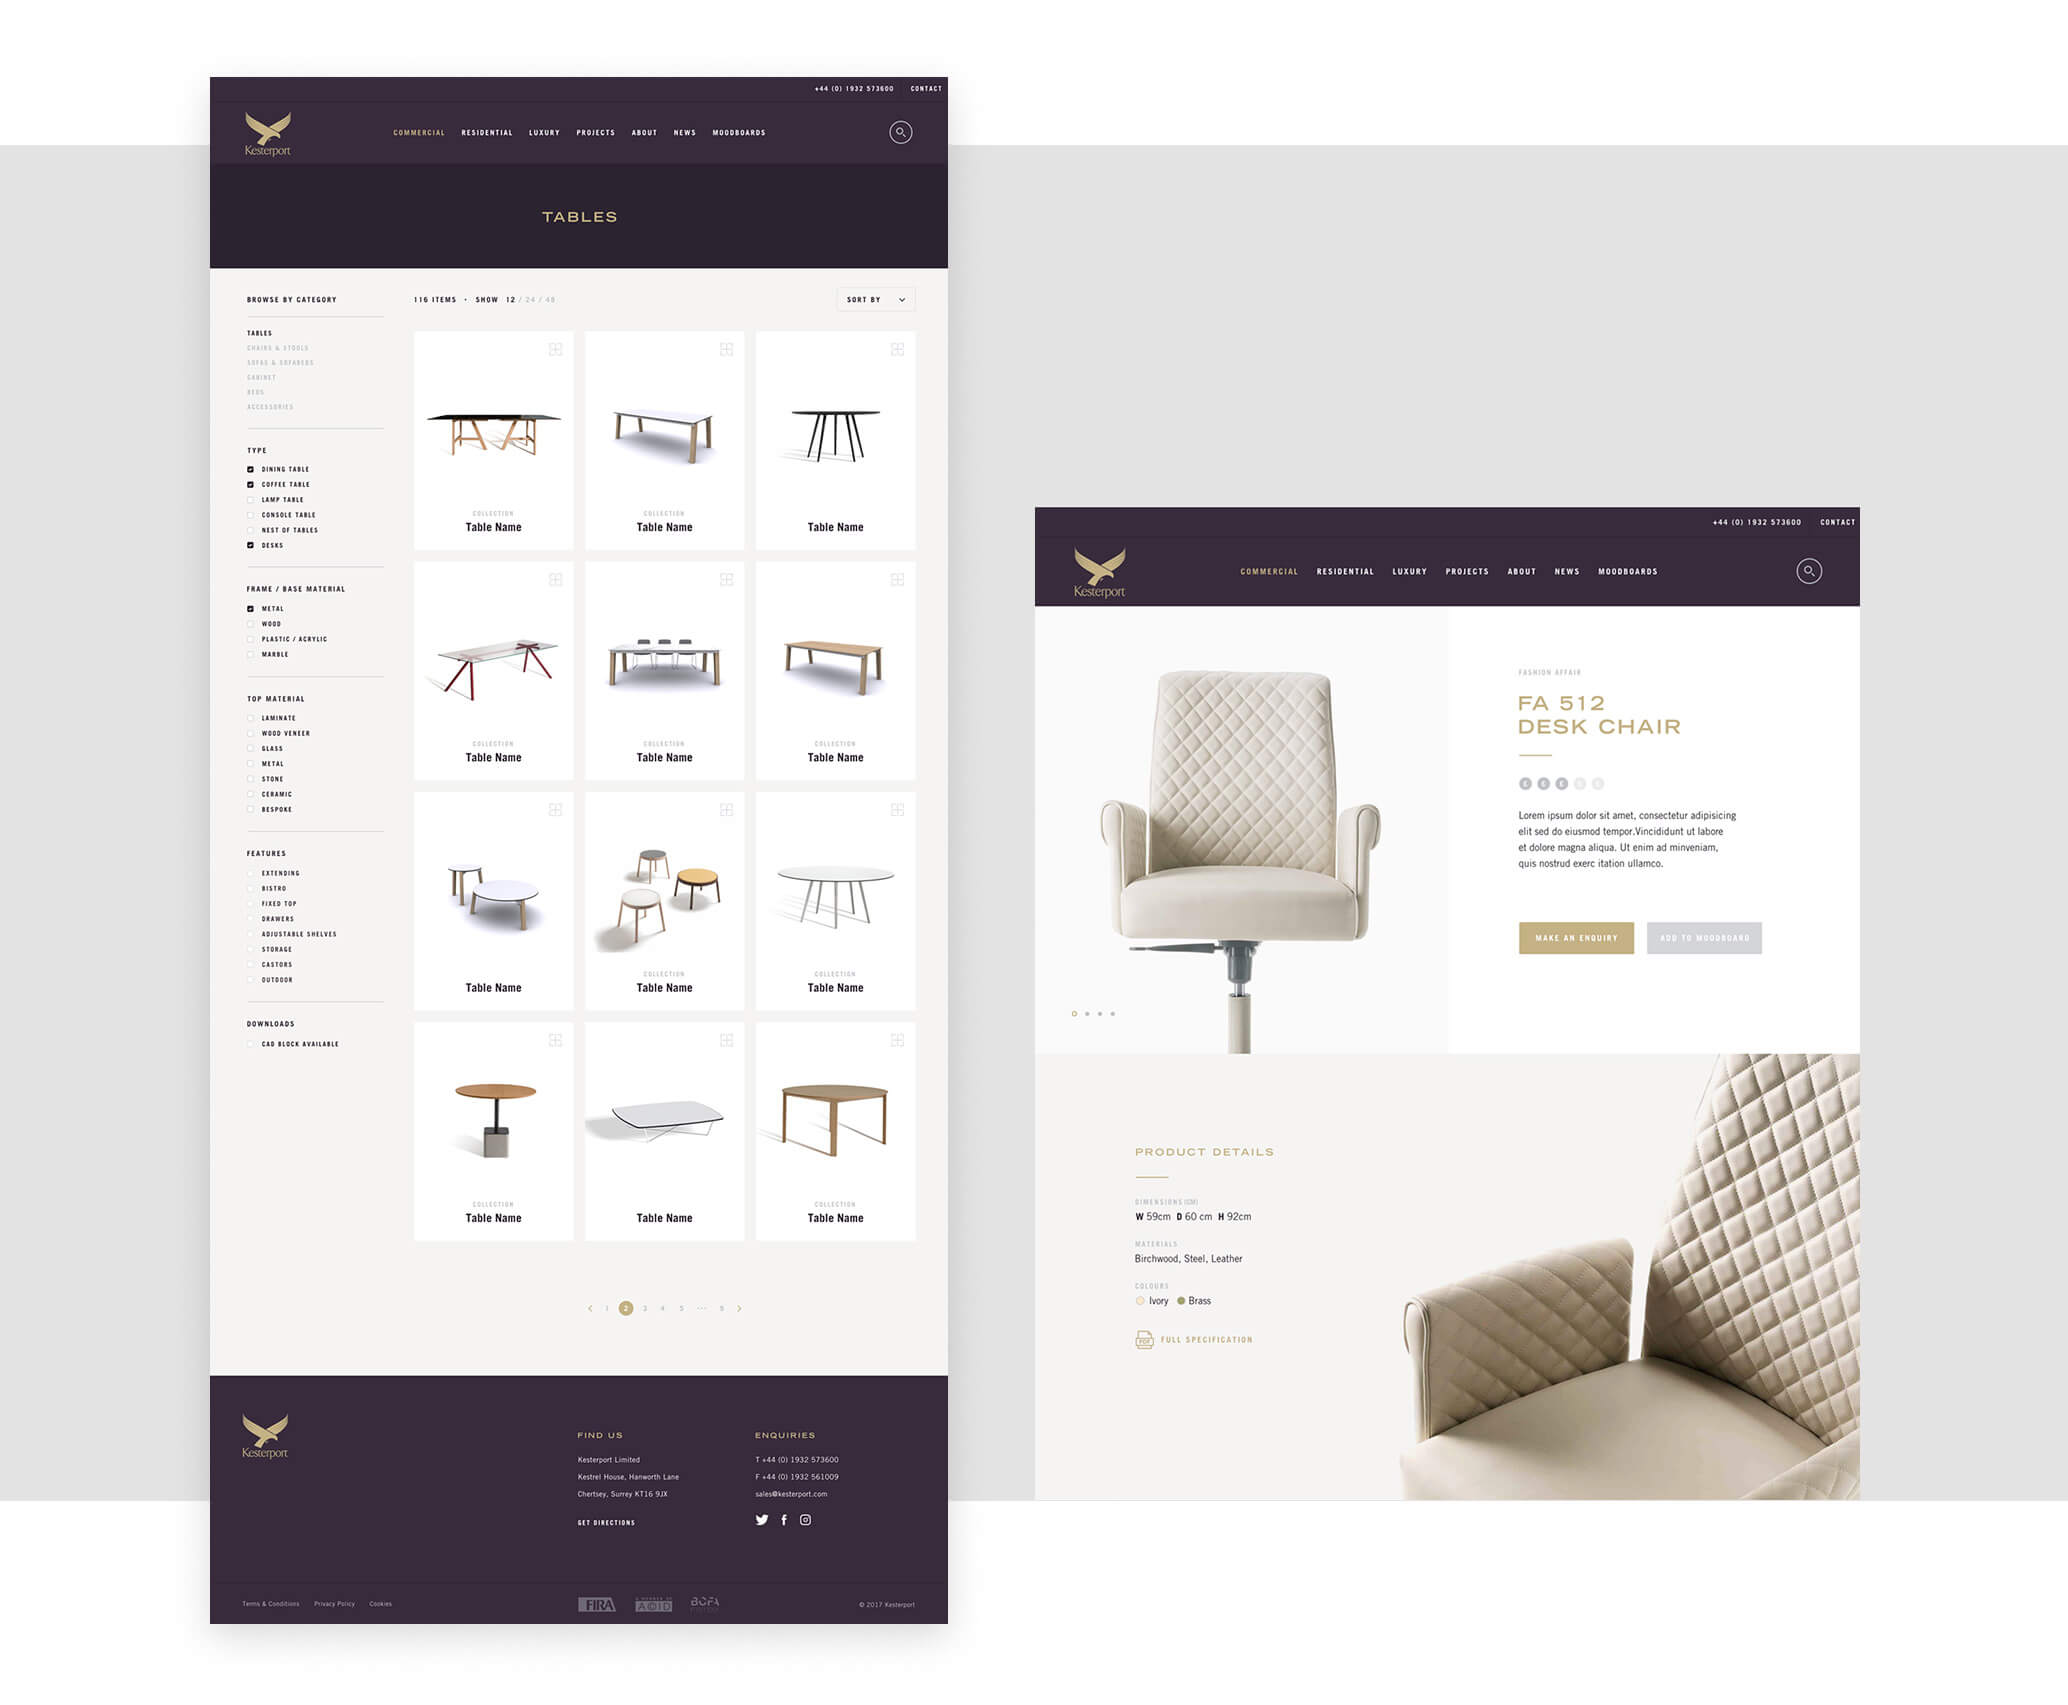 +44 (0) 1932 573600 CONTACT
Kesterport
COMMERCIAL RESIDENTIAL LUXURY PROJECTS ABOUT NEWS MOODBOARDS
TABLES
BROWSE BY CATEGORY
TABLES
CHAIRS & STOOLS
SOFAS & SOFABEDS
CABINET
BEDS
ACCESSORIES
TYPE
DINING TABLE
COFFEE TABLE
LAMP TABLE
CONSOLE TABLE
NEST OF TABLES
DESKS
FRAME / BASE MATERIAL
METAL
WOOD
PLASTIC / ACRYLIC
MARBLE
TOP MATERIAL
LAMINATE
WOOD VENEER
GLASS
METAL
STONE
CERAMIC
BESPOKE
FEATURES
EXTENDING
BISTRO
FIXED TOP
DRAWERS
ADJUSTABLE SHELVES
STORAGE
CASTORS
OUTDOOR
DOWNLOADS
CAD BLOCK AVAILABLE
116 ITEMS • SHOW 12 / 24 / 48
SORT BY
COLLECTION
Table Name
COLLECTION
Table Name
Table Name
COLLECTION
Table Name
COLLECTION
Table Name
COLLECTION
Table Name
Table Name
COLLECTION
Table Name
COLLECTION
Table Name
COLLECTION
Table Name
Table Name
COLLECTION
Table Name
1 2 3 4 5 ... 9
Kesterport
FIND US
Kesterport Limited
Kestrel House, Hanworth Lane
Chertsey, Surrey KT16 9JX
GET DIRECTIONS
ENQUIRIES
T +44 (0) 1932 573600
F +44 (0) 1932 561009
sales@kesterport.com
Terms & Conditions Privacy Policy Cookies
FIRA
A MEMBER OF
ACID
BCFA
© 2017 Kesterport
+44 (0) 1932 573600 CONTACT
Kesterport
COMMERCIAL RESIDENTIAL LUXURY PROJECTS ABOUT NEWS MOODBOARDS
FASHION AFFAIR
FA 512
DESK CHAIR
£ £ £ £ £
Lorem ipsum dolor sit amet, consectetur adipisicing
elit sed do eiusmod tempor.Vincididunt ut labore
et dolore magna aliqua. Ut enim ad minveniam,
quis nostrud exerc itation ullamco.
MAKE AN ENQUIRY
ADD TO MOODBOARD
PRODUCT DETAILS
DIMENSIONS (CM)
W 59cm D 60 cm H 92cm
MATERIALS
Birchwood, Steel, Leather
COLOURS
Ivory Brass
PDF FULL SPECIFICATION